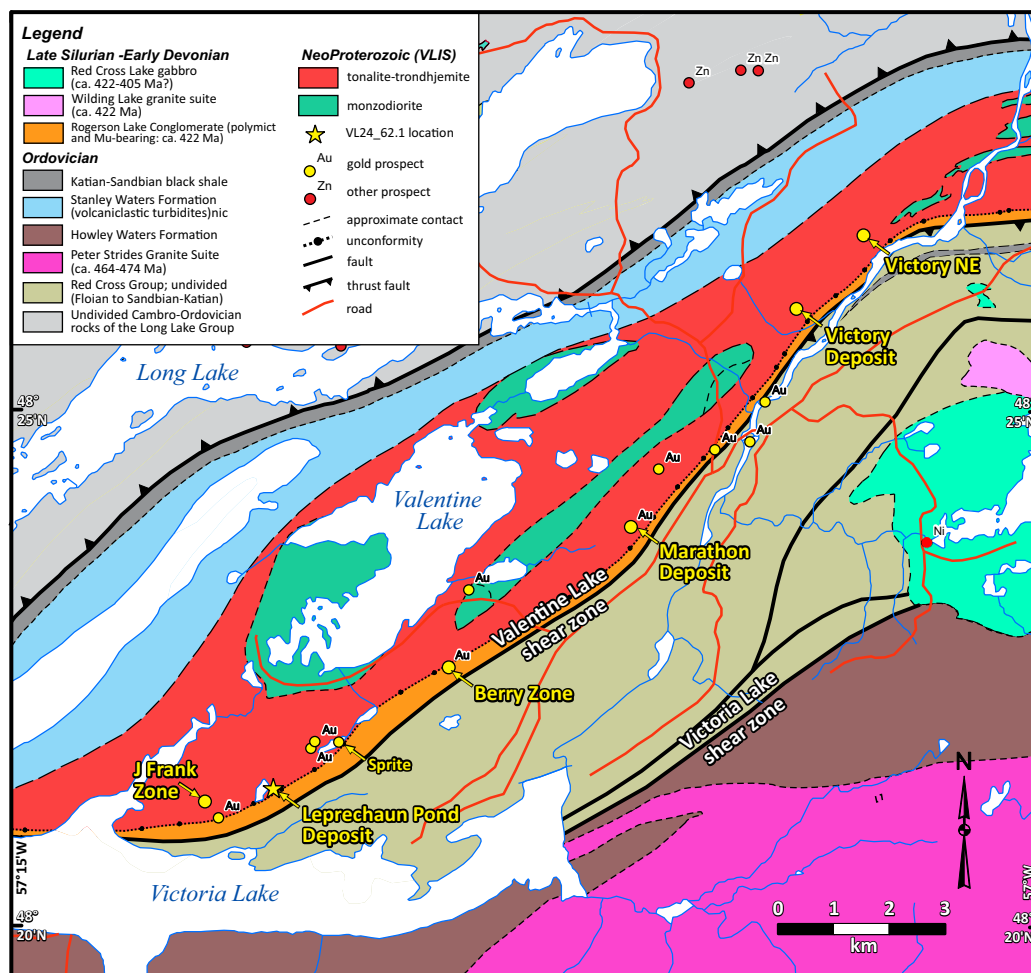 Legend
Late Silurian -Early Devonian
Red Cross Lake gabbro
(ca. 422-405 Ma?)
Wilding Lake granite suite
(ca. 422 Ma)
Rogerson Lake Conglomerate (polymict
and Mu-bearing: ca. 422 Ma)
Ordovician
Katian-Sandbian black shale
Stanley Waters Formation
(volcaniclastic turbidites)nic
Howley Waters Formation
Peter Strides Granite Suite
(ca. 464-474 Ma)
Red Cross Group; undivided
(Floian to Sandbian-Katian)
Undivided Cambro-Ordovician
rocks of the Long Lake Group
NeoProterozoic (VLIS)
tonalite-trondhjemite
monzodiorite
VL24_62.1 location
Au
gold prospect
Zn
other prospect
approximate contact
unconformity
fault
thrust fault
road
Zn
Zn Zn
Victory NE
Victory
Deposit
Long Lake
48°
25'N
48°
25'N
Au
Au
Au
Au
Valentine
Lake
Au
Marathon
Deposit
Ni
Au
Valentine Lake
shear zone
Au
Berry Zone
Victoria Lake
shear zone
Au
Au
Sprite
J Frank
Zone
Au
Leprechaun Pond
Deposit
N
57°15'W
57°W
Victoria Lake
48°
20'N
48°
20'N
0 1 2 3
km